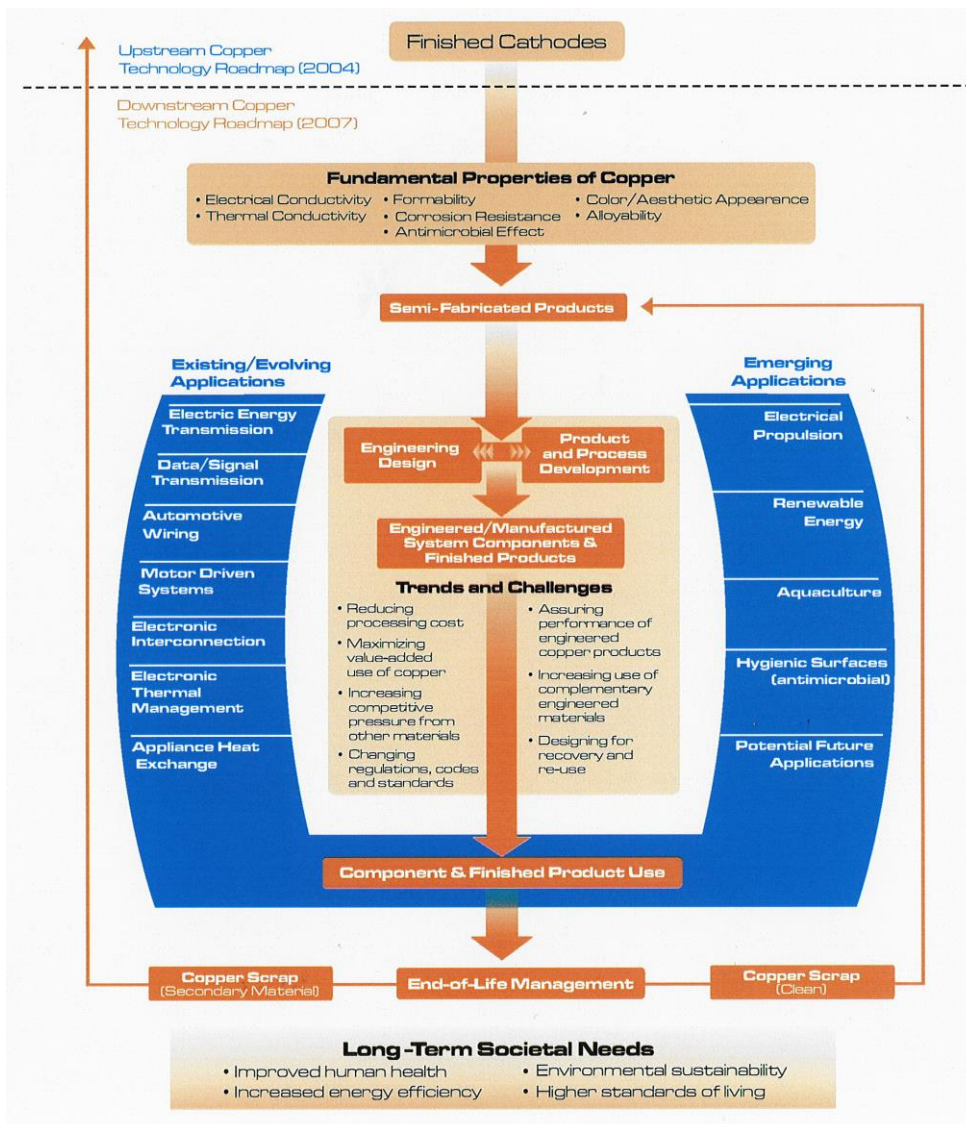 Finished Cathodes
Upstream Copper
Technology Roadmap (2004)
Downstream Copper
Technology Roadmap (2007)
Fundamental Properties of Copper
• Electrical Conductivity
• Thermal Conductivity
• Formability
• Corrosion Resistance
• Antimicrobial Effect
• Color/Aesthetic Appearance
• Alloyability
Semi-Fabricated Products
Existing/Evolving
Applications
Electric Energy
Transmission
Data/Signal
Transmission
Automotive
Wiring
Motor Driven
Systems
Electronic
Interconnection
Electronic
Thermal
Management
Appliance Heat
Exchange
Engineering
Design
Product
and Process
Development
Engineered/Manufactured
System Components &
Finished Products
Trends and Challenges
• Reducing
processing cost
• Maximizing
value-added
use of copper
• Increasing
competitive
pressure from
other materials
• Changing
regulations, codes
and standards
• Assuring
performance of
engineered
copper products
• Increasing use of
complementary
engineered
materials
• Designing for
recovery and
re-use
Emerging
Applications
Electrical
Propulsion
Renewable
Energy
Aquaculture
Hygienic Surfaces
(antimicrobial)
Potential Future
Applications
Component & Finished Product Use
Copper Scrap
(Secondary Material)
End-of-Life Management
Copper Scrap
(Clean)
Long-Term Societal Needs
• Improved human health
• Increased energy efficiency
• Environmental sustainability
• Higher standards of living